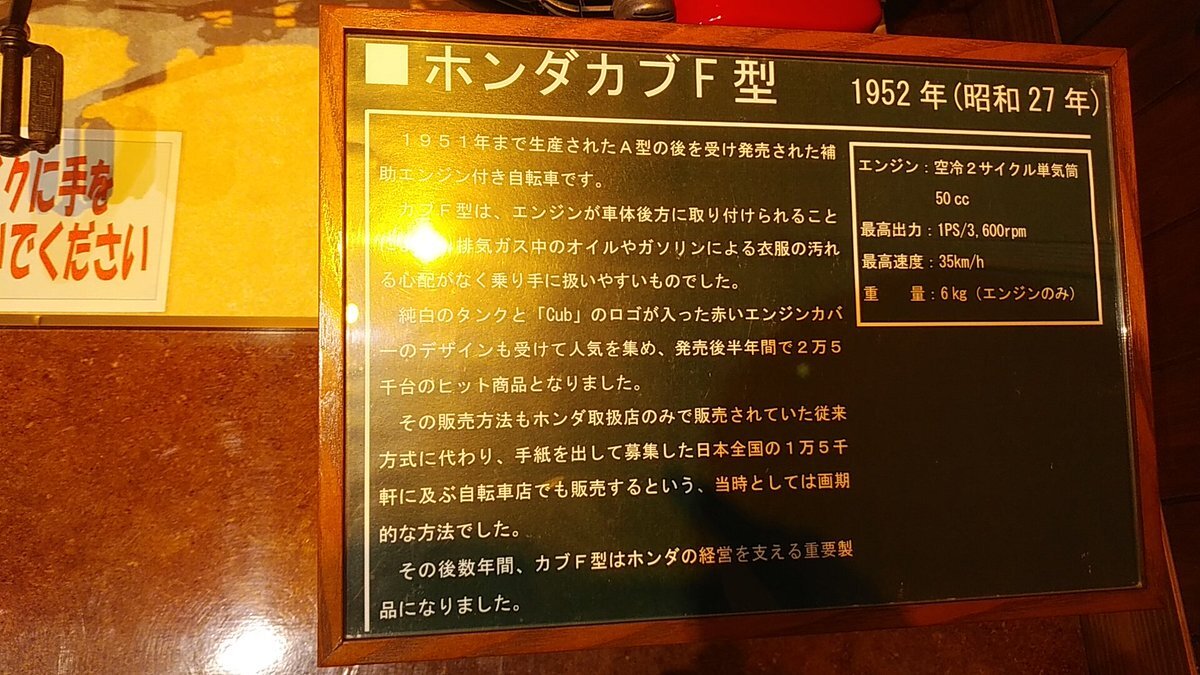 ■ホンダカブF型
1952年(昭和27年)
1951年まで生産されたA型の後を受け発売された補
助エンジン付き自転車です。
カブF型は、エンジンが車体後方に取り付けられること
排気ガス中のオイルやガソリンによる衣服の汚れ
る心配がなく乗り手に扱いやすいものでした。
純白のタンクと「Cub」のロゴが入った赤いエンジンカバ
ーのデザインも受けて人気を集め、発売後半年間で2万5
千台のヒット商品となりました。
その販売方法もホンダ取扱店のみで販売されていた従来
方式に代わり、手紙を出して募集した日本全国の1万5千
軒に及ぶ自転車店でも販売するという、当時としては画期
的な方法でした。
その後数年間、カブF型はホンダの経営を支える重要製
品になりました。
エンジン:空冷2サイクル単気筒
50cc
最高出力:1PS/3,600rpm
最高速度:35km/h
重 量:6kg(エンジンのみ)
クに手を
でください